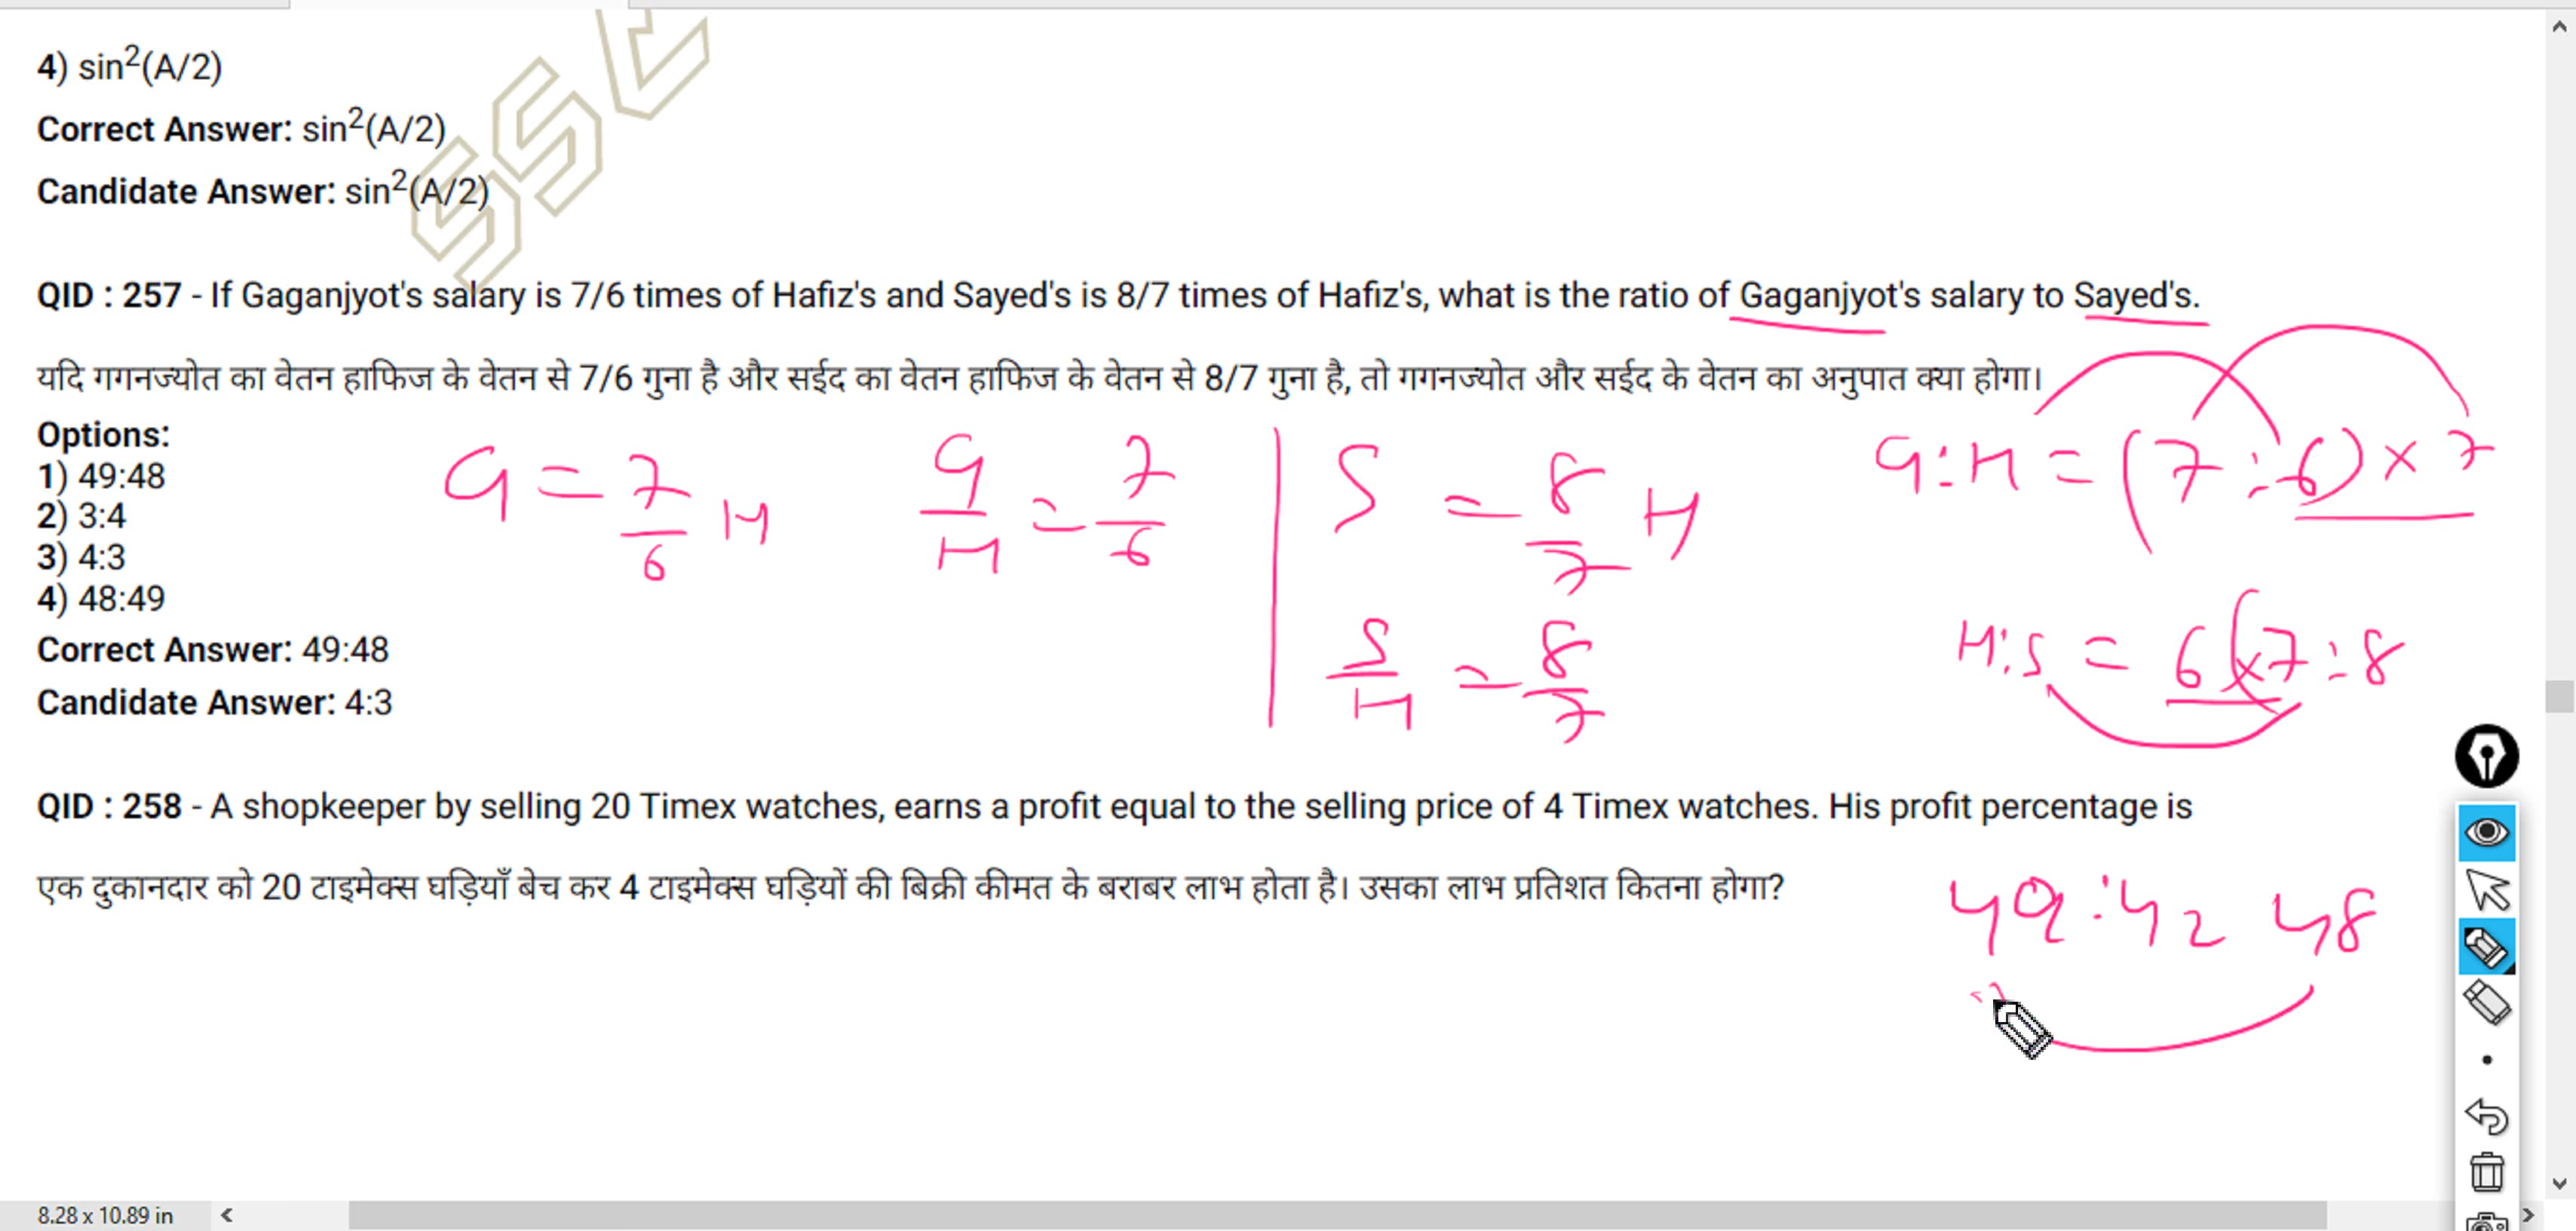 4) sin²(A/2)
Correct Answer: sin²(A/2)
Candidate Answer: sin²(A/2)
SSC
QID : 257 - If Gaganjyot's salary is 7/6 times of Hafiz's and Sayed's is 8/7 times of Hafiz's, what is the ratio of Gaganjyot's salary to Sayed's.
यदि गगनज्योत का वेतन हाफिज के वेतन से 7/6 गुना है और सईद का वेतन हाफिज के वेतन से 8/7 गुना है, तो गगनज्योत और सईद के वेतन का अनुपात क्या होगा।
Options:
1) 49:48
2) 3:4
3) 4:3
4) 48:49
Correct Answer: 49:48
Candidate Answer: 4:3
G = 7/6 H
G/H = 7/6
S = 8/7 H
S/H = 8/7
G:H = (7:6)×7
H:S = 6(×7:8
QID : 258 - A shopkeeper by selling 20 Timex watches, earns a profit equal to the selling price of 4 Timex watches. His profit percentage is
एक दुकानदार को 20 टाइमेक्स घड़ियाँ बेच कर 4 टाइमेक्स घड़ियों की बिक्री कीमत के बराबर लाभ होता है। उसका लाभ प्रतिशत कितना होगा?
49:42 48
8.28 x 10.89 in